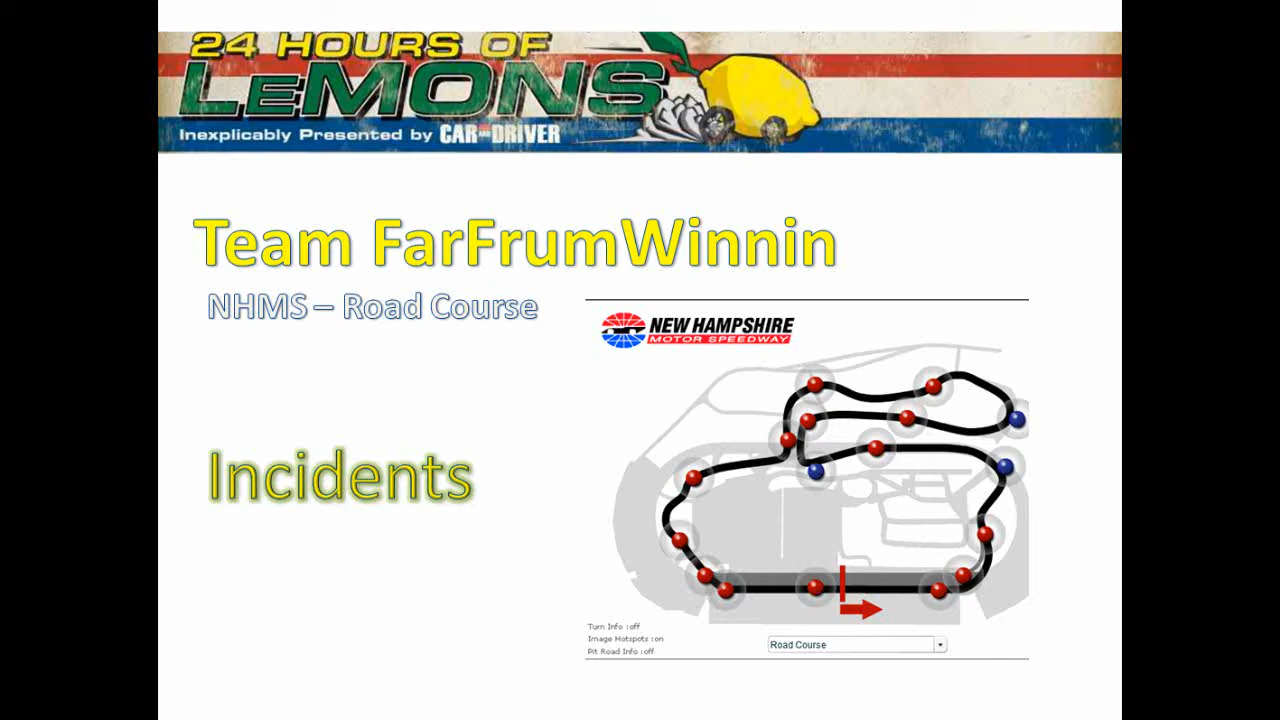 24 HOURS OF
LeMONS
Inexplicably Presented by CAR AND DRIVER
Team FarFrumWinnin
NHMS – Road Course
NEW HAMPSHIRE
MOTOR SPEEDWAY
Incidents
Turn Info :off
Image Hotspots :on
Pit Road Info :off
Road Course